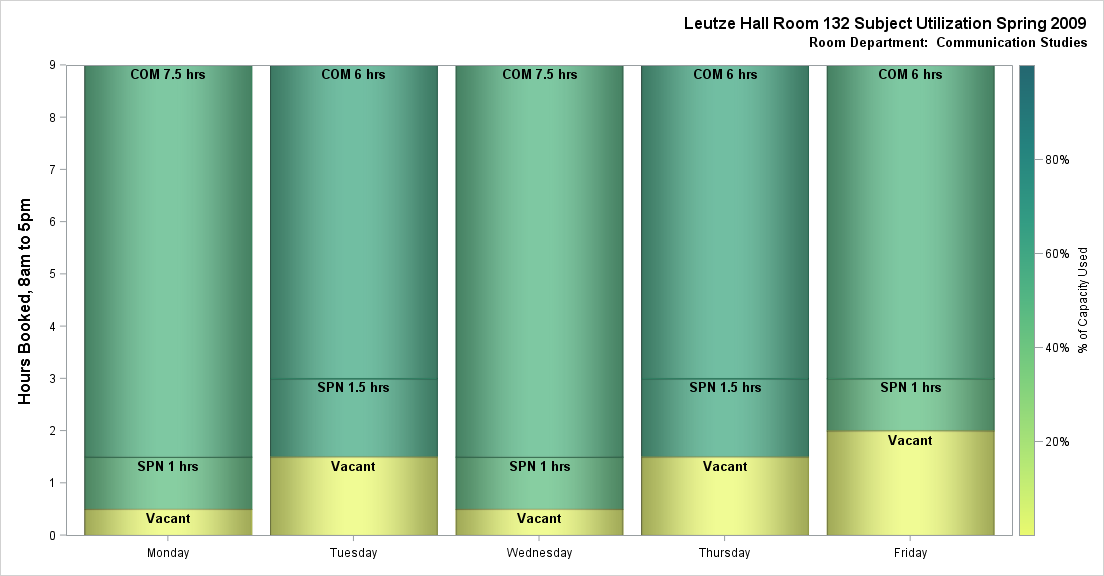 Leutze Hall Room 132 Subject Utilization Spring 2009
Room Department:  Communication Studies
Hours Booked, 8am to 5pm
9
8
7
6
5
4
3
2
1
0
COM 7.5 hrs
SPN 1 hrs
Vacant
COM 6 hrs
SPN 1.5 hrs
Vacant
COM 7.5 hrs
SPN 1 hrs
Vacant
COM 6 hrs
SPN 1.5 hrs
Vacant
COM 6 hrs
SPN 1 hrs
Vacant
Monday
Tuesday
Wednesday
Thursday
Friday
80%
60%
40%
20%
% of Capacity Used